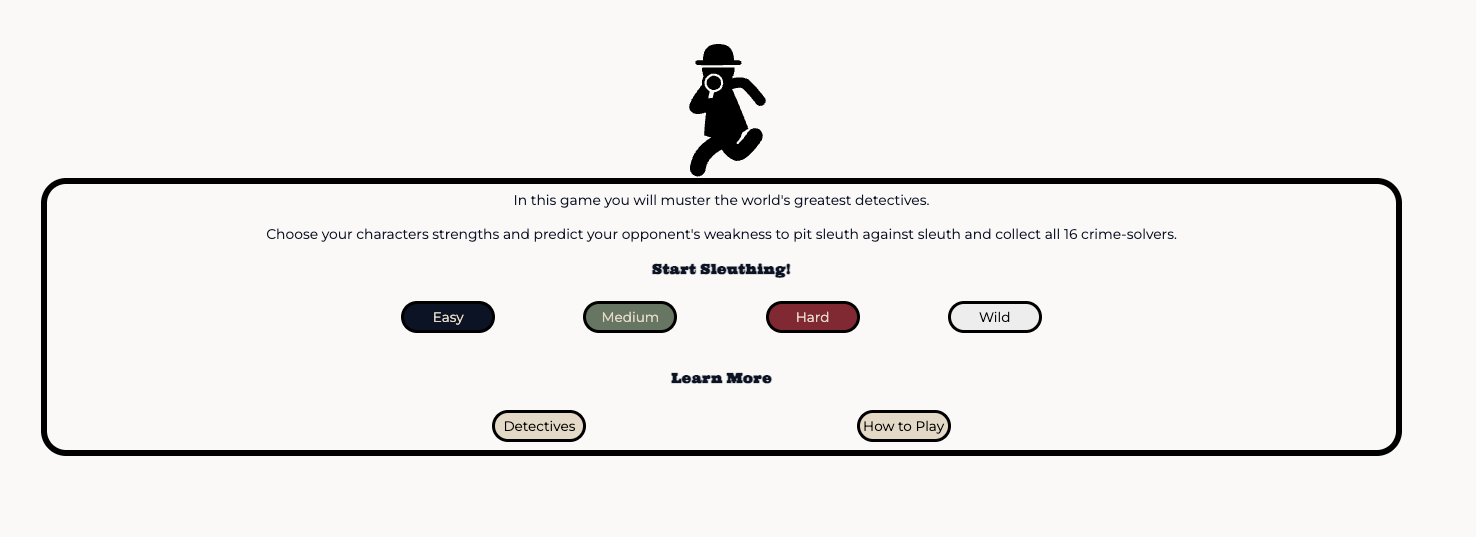 In this game you will muster the world's greatest detectives.
Choose your characters strengths and predict your opponent's weakness to pit sleuth against sleuth and collect all 16 crime-solvers.
Start Sleuthing!
Easy
Medium
Hard
Wild
Learn More
Detectives
How to Play